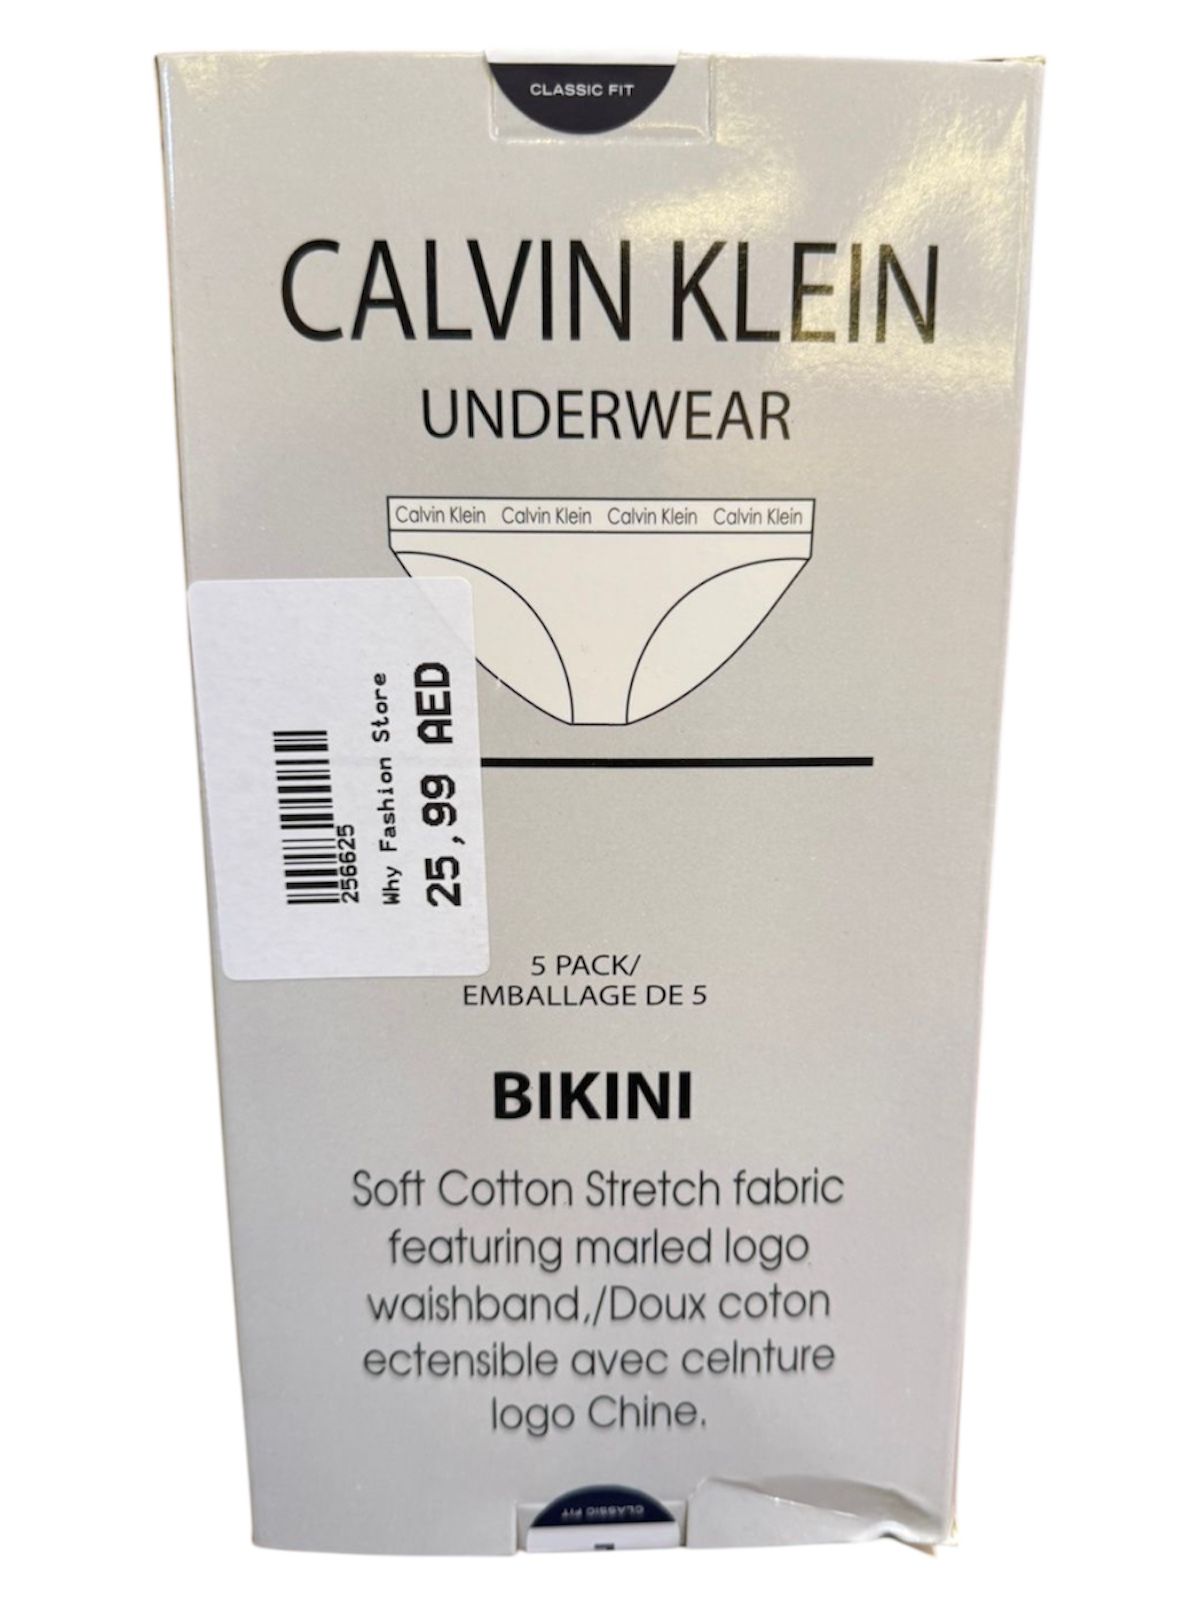 CLASSIC FIT
CALVIN KLEIN
UNDERWEAR
Calvin Klein Calvin Klein Calvin Klein Calvin Klein
256625
Why Fashion Store
25,99 AED
5 PACK/
EMBALLAGE DE 5
BIKINI
Soft Cotton Stretch fabric
featuring marled logo
waishband,/Doux coton
ectensible avec celnture
logo Chine.
CLASSIC FIT